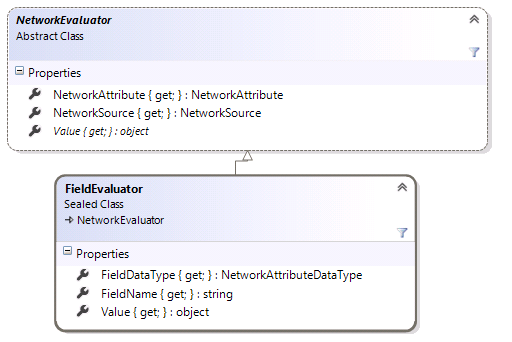 NetworkEvaluator
Abstract Class
Properties
NetworkAttribute { get; } : NetworkAttribute
NetworkSource { get; } : NetworkSource
Value { get; } : object
FieldEvaluator
Sealed Class
NetworkEvaluator
Properties
FieldDataType { get; } : NetworkAttributeDataType
FieldName { get; } : string
Value { get; } : object